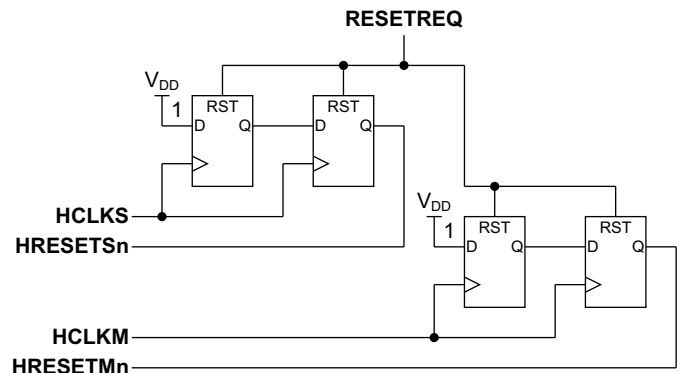 RESETREQ
VDD
1
RST
RST
D
Q
D
Q
HCLKS
HRESETSn
VDD
1
RST
RST
D
Q
D
Q
HCLKM
HRESETMn